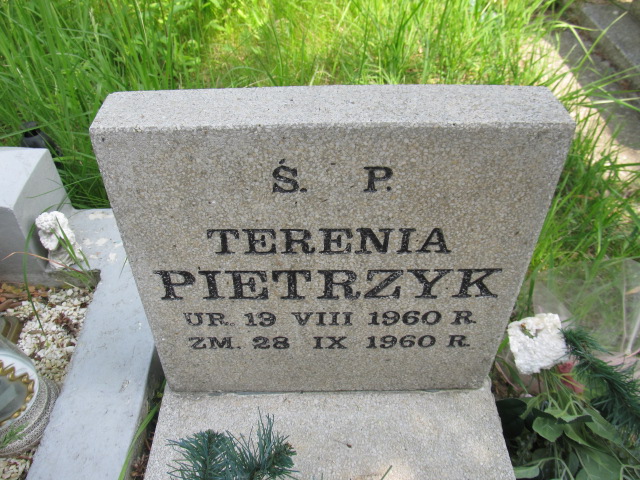 Ś. P.
TERENIA
PIETRZYK
UR. 19 VIII 1960 R.
ZM. 28 IX 1960 R.